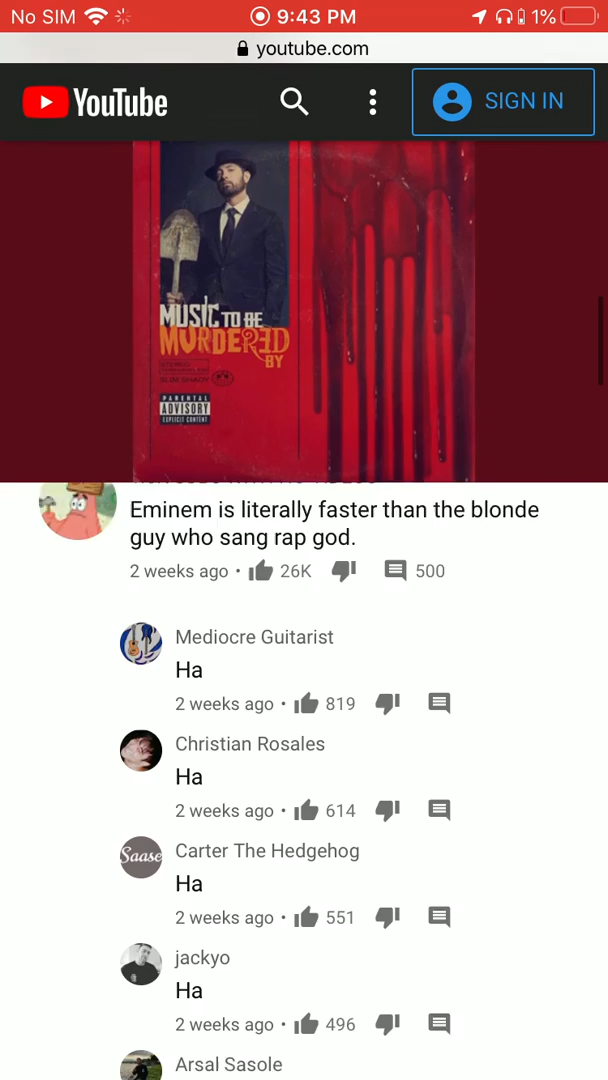 No SIM 9:43 PM 1%
youtube.com
YouTube SIGN IN
MUSIC TO BE
MURDERED
BY
STEREO
SLIM SHADY
PARENTAL
ADVISORY
EXPLICIT CONTENT
Eminem is literally faster than the blonde
guy who sang rap god.
2 weeks ago • 26K 500
Mediocre Guitarist
Ha
2 weeks ago • 819
Christian Rosales
Ha
2 weeks ago • 614
Saase
Carter The Hedgehog
Ha
2 weeks ago • 551
jackyo
Ha
2 weeks ago • 496
Arsal Sasole